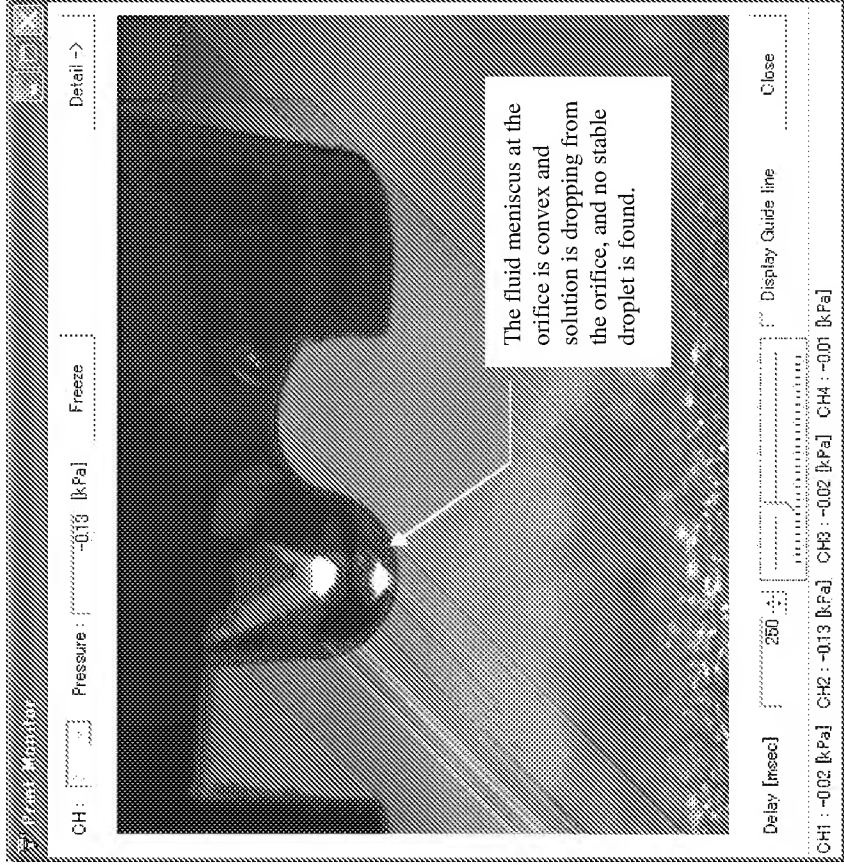 Print Monitor
CH:
Pressure : -0.13 [kPa]
Freeze
Detail ->
The fluid meniscus at the
orifice is convex and
solution is dropping from
the orifice, and no stable
droplet is found.
Delay [msec] 250
Display Guide line
Close
CH1 : -0.02 [kPa] CH2 : -0.13 [kPa] CH3 : -0.02 [kPa] CH4 : -0.01 [kPa]